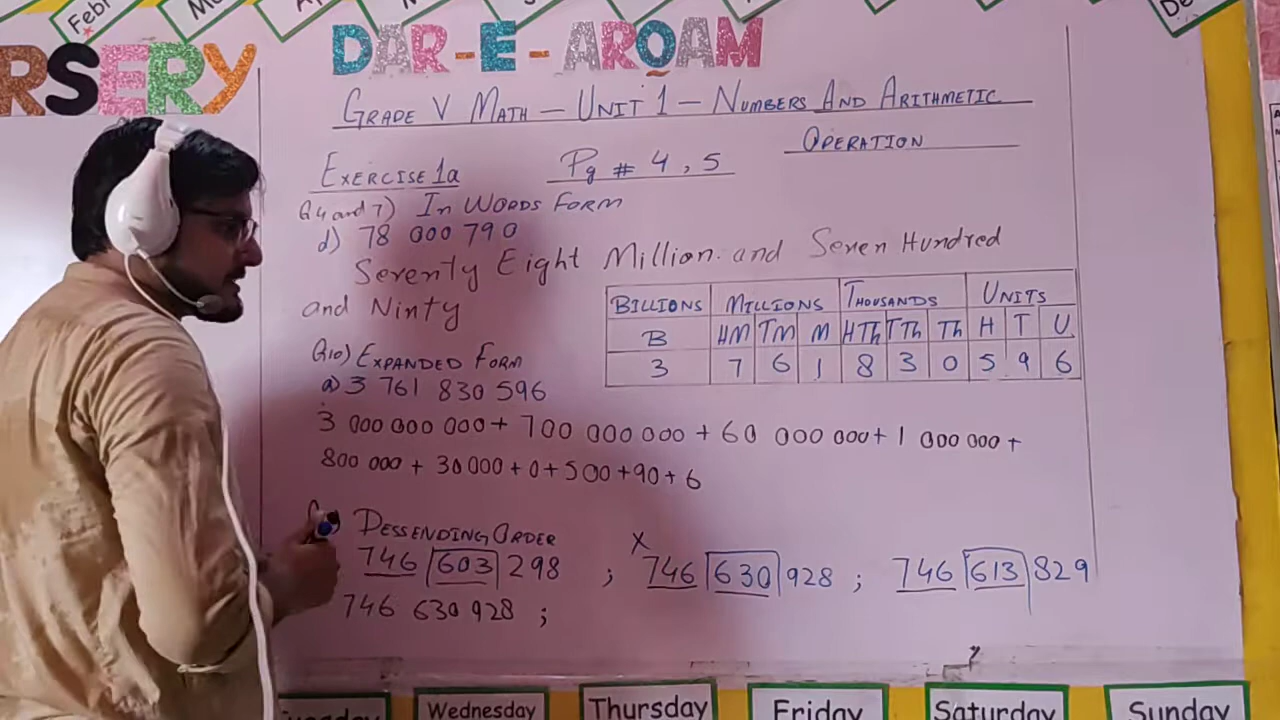 Febr
RSERY
DAR-E-ARQAM
GRADE V MATH - UNIT 1 - NUMBERS AND ARITHMETIC
OPERATION
EXERCISE 1a Pg # 4, 5
Q4 and 7) IN WORDS FORM
d) 78 000 790
Seventy Eight Million. and Seven Hundred
and Ninty
BILLIONS MILLIONS THOUSANDS UNITS
B HM TM M HTh TTh Th H T U
3 7 6 1 8 3 0 5 9 6
Q10) EXPANDED FORM
a) 3 761 830 596
3 000 000 000 + 700 000 000 + 60 000 000 + 1 000 000 +
800 000 + 30000 + 0 + 500 + 90 + 6
DESSENDING ORDER
746 603 298 ; x 746 630 928 ; 746 613 829
746 630 928 ;
Wednesday
Thursday
Friday
Saturday
Sunday